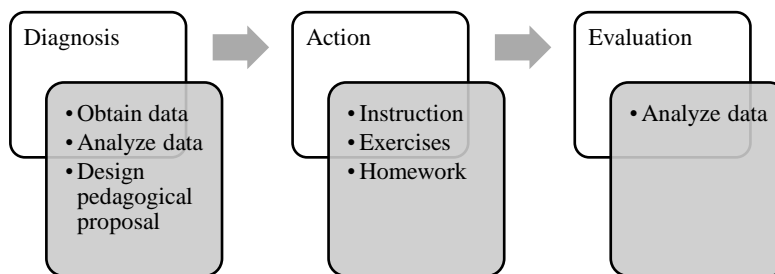 Diagnosis
• Obtain data
• Analyze data
• Design
pedagogical
proposal
Action
• Instruction
• Exercises
• Homework
Evaluation
• Analyze data